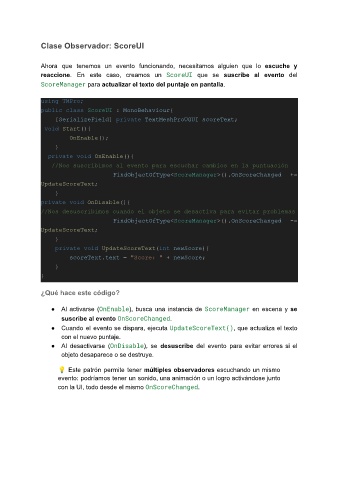 Clase Observador: ScoreUI
Ahora que tenemos un evento funcionando, necesitamos alguien que lo escuche y
reaccione. En este caso, creamos un ScoreUI que se suscribe al evento del
ScoreManager para actualizar el texto del puntaje en pantalla.
using TMPro;
public class ScoreUI : MonoBehaviour{
[SerializeField] private TextMeshProUGUI scoreText;
void Start(){
OnEnable();
}
private void OnEnable(){
//Nos suscribimos al evento para escuchar cambios en la puntuación
FindObjectOfType<ScoreManager>().OnScoreChanged +=
UpdateScoreText;
}
private void OnDisable(){
//Nos desuscribimos cuando el objeto se desactiva para evitar problemas
FindObjectOfType<ScoreManager>().OnScoreChanged -=
UpdateScoreText;
}
private void UpdateScoreText(int newScore){
scoreText.text = "Score: " + newScore;
}
}
¿Qué hace este código?
● Al activarse (OnEnable), busca una instancia de ScoreManager en escena y se
suscribe al evento OnScoreChanged.
● Cuando el evento se dispara, ejecuta UpdateScoreText(), que actualiza el texto
con el nuevo puntaje.
● Al desactivarse (OnDisable), se desuscribe del evento para evitar errores si el
objeto desaparece o se destruye.
💡 Este patrón permite tener múltiples observadores escuchando un mismo
evento: podríamos tener un sonido, una animación o un logro activándose junto
con la UI, todo desde el mismo OnScoreChanged.